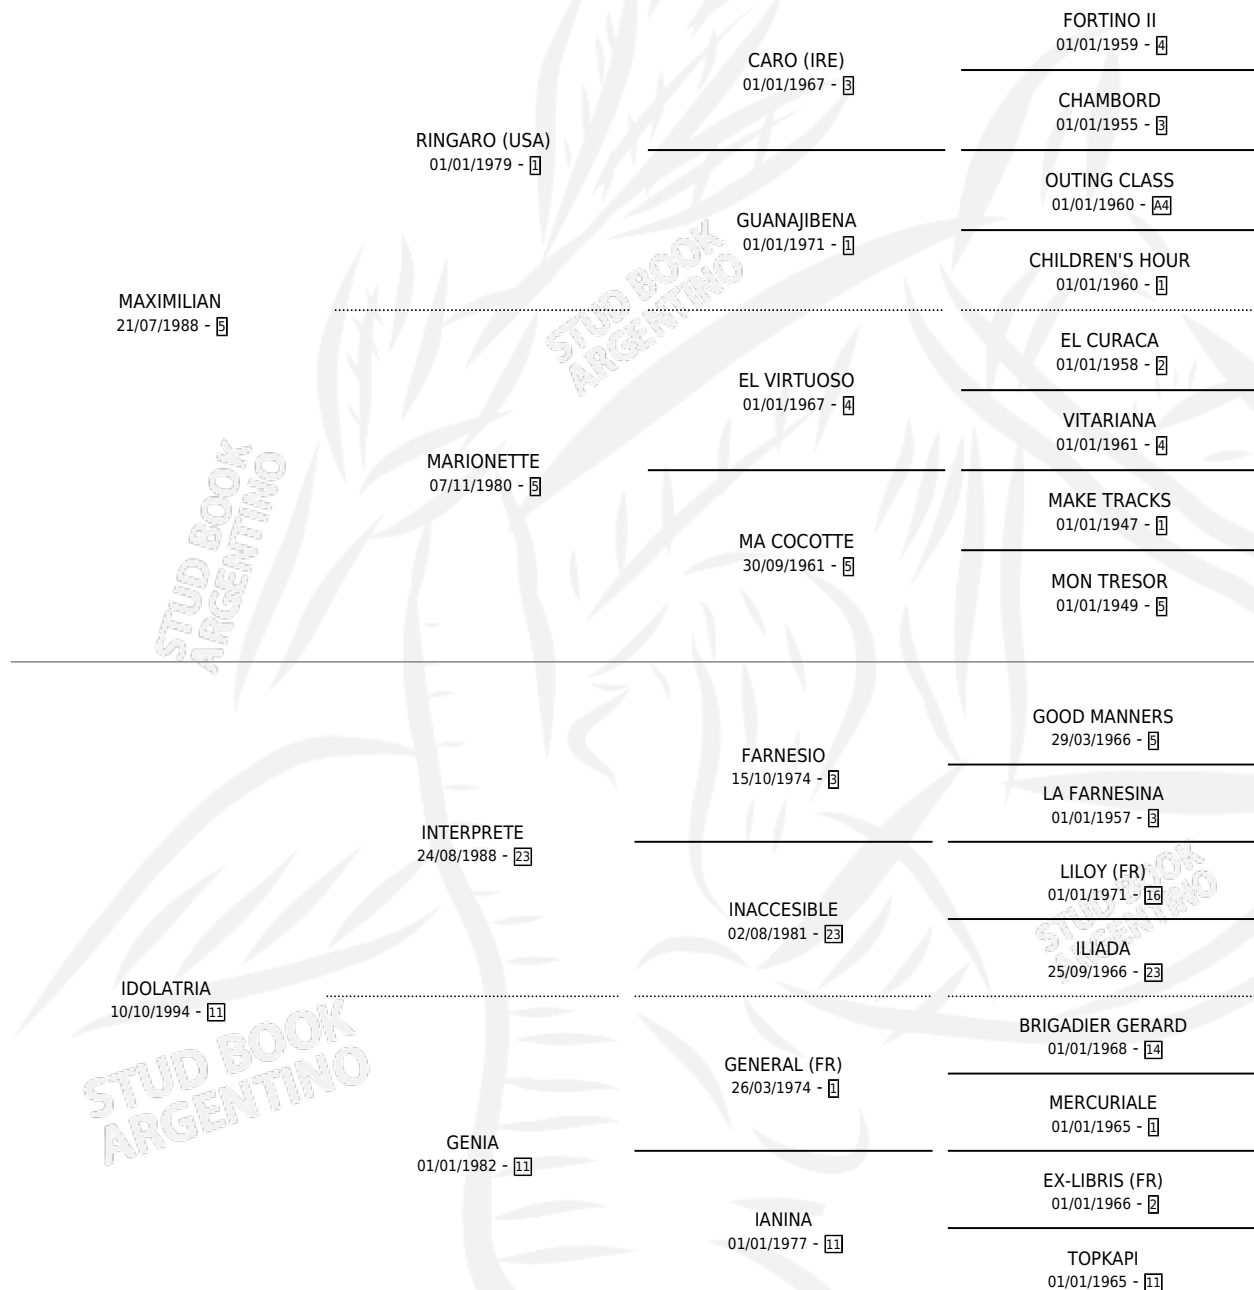 FORTINO II
01/01/1959 - 4
CARO (IRE)
01/01/1967 - 3
CHAMBORD
01/01/1955 - 3
RINGARO (USA)
01/01/1979 - 1
OUTING CLASS
01/01/1960 - A4
GUANAJIBENA
01/01/1971 - 1
CHILDREN'S HOUR
01/01/1960 - 1
MAXIMILIAN
21/07/1988 - 5
EL CURACA
01/01/1958 - 2
EL VIRTUOSO
01/01/1967 - 4
VITARIANA
01/01/1961 - 4
MARIONETTE
07/11/1980 - 5
MAKE TRACKS
01/01/1947 - 1
MA COCOTTE
30/09/1961 - 5
MON TRESOR
01/01/1949 - 5
GOOD MANNERS
29/03/1966 - 5
FARNESIO
15/10/1974 - 3
LA FARNESINA
01/01/1957 - 3
INTERPRETE
24/08/1988 - 23
LILOY (FR)
01/01/1971 - 16
INACCESIBLE
02/08/1981 - 23
ILIADA
25/09/1966 - 23
IDOLATRIA
10/10/1994 - 11
BRIGADIER GERARD
01/01/1968 - 14
GENERAL (FR)
26/03/1974 - 1
MERCURIALE
01/01/1965 - 1
GENIA
01/01/1982 - 11
EX-LIBRIS (FR)
01/01/1966 - 2
IANINA
01/01/1977 - 11
TOPKAPI
01/01/1965 - 11
STUD BOOK
ARGENTINO
STUD BOOK
ARGENTINO
STUD BOOK
ARGENTINO
STUD BOOK
ARGENTINO